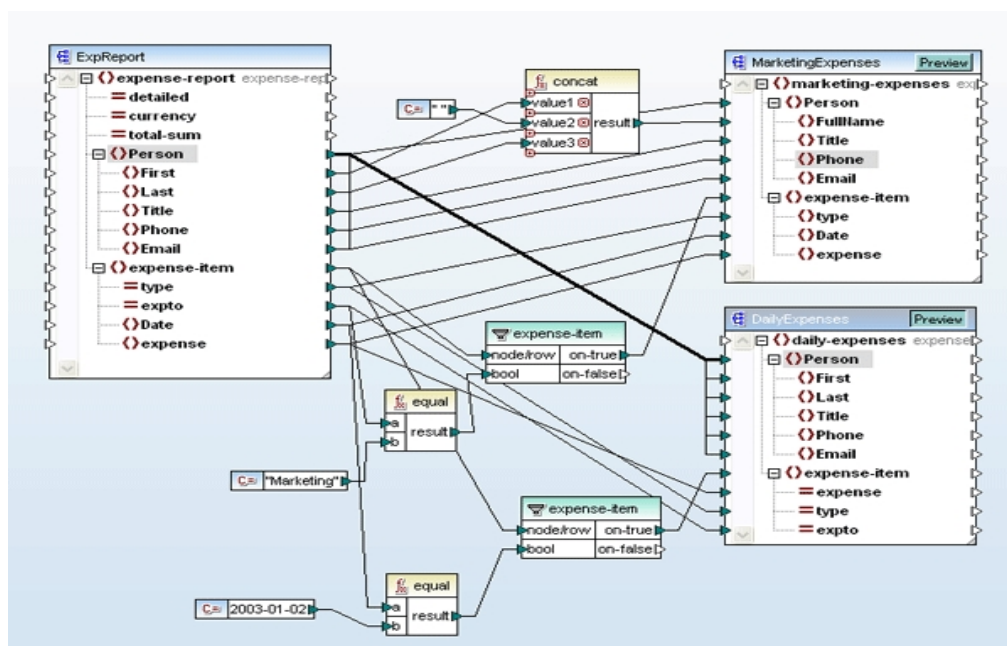 ExpReport
expense-report expense-rep
detailed
currency
total-sum
Person
First
Last
Title
Phone
Email
expense-item
type
expto
Date
expense
C= " "
concat
value1
value2 result
value3
MarketingExpenses Preview
marketing-expenses ex
Person
FullName
Title
Phone
Email
expense-item
type
Date
expense
expense-item
node/row on-true
bool on-false
equal
a
b
result
C= "Marketing"
DailyExpenses Preview
daily-expenses expense
Person
First
Last
Title
Phone
Email
expense-item
expense
type
expto
expense-item
node/row on-true
bool on-false
equal
a
b
result
C= 2003-01-02